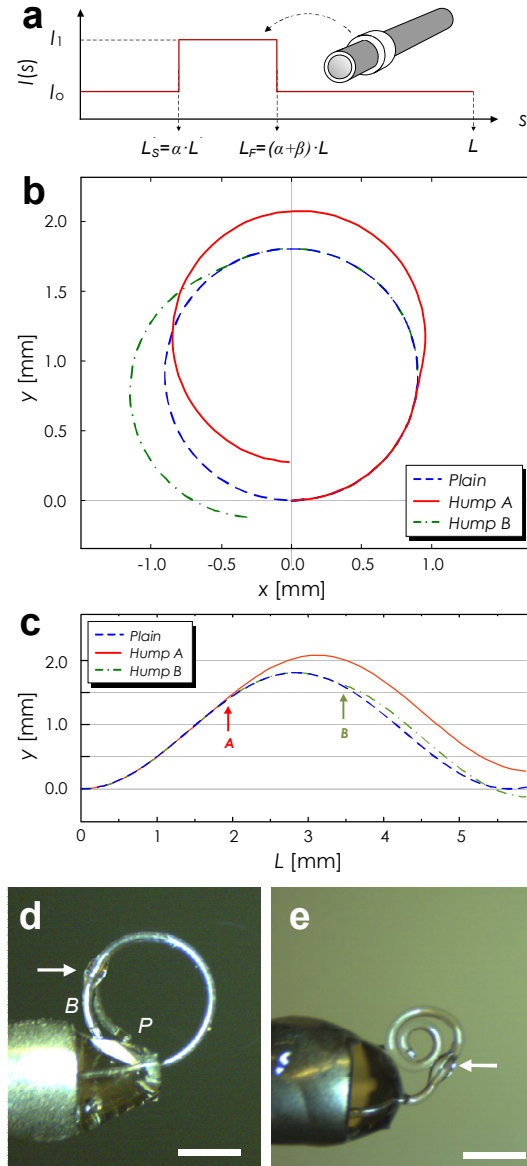 a
I(s)
I₁
I₀
s
L_S=α·L
L_F=(α+β)·L
L
b
y [mm]
2.0
1.5
1.0
0.5
0.0
-1.0
-0.5
0.0
0.5
1.0
x [mm]
Plain
Hump A
Hump B
c
Plain
Hump A
Hump B
y [mm]
2.0
1.0
0.0
A
B
0
1
2
3
4
5
L [mm]
d
B
P
e